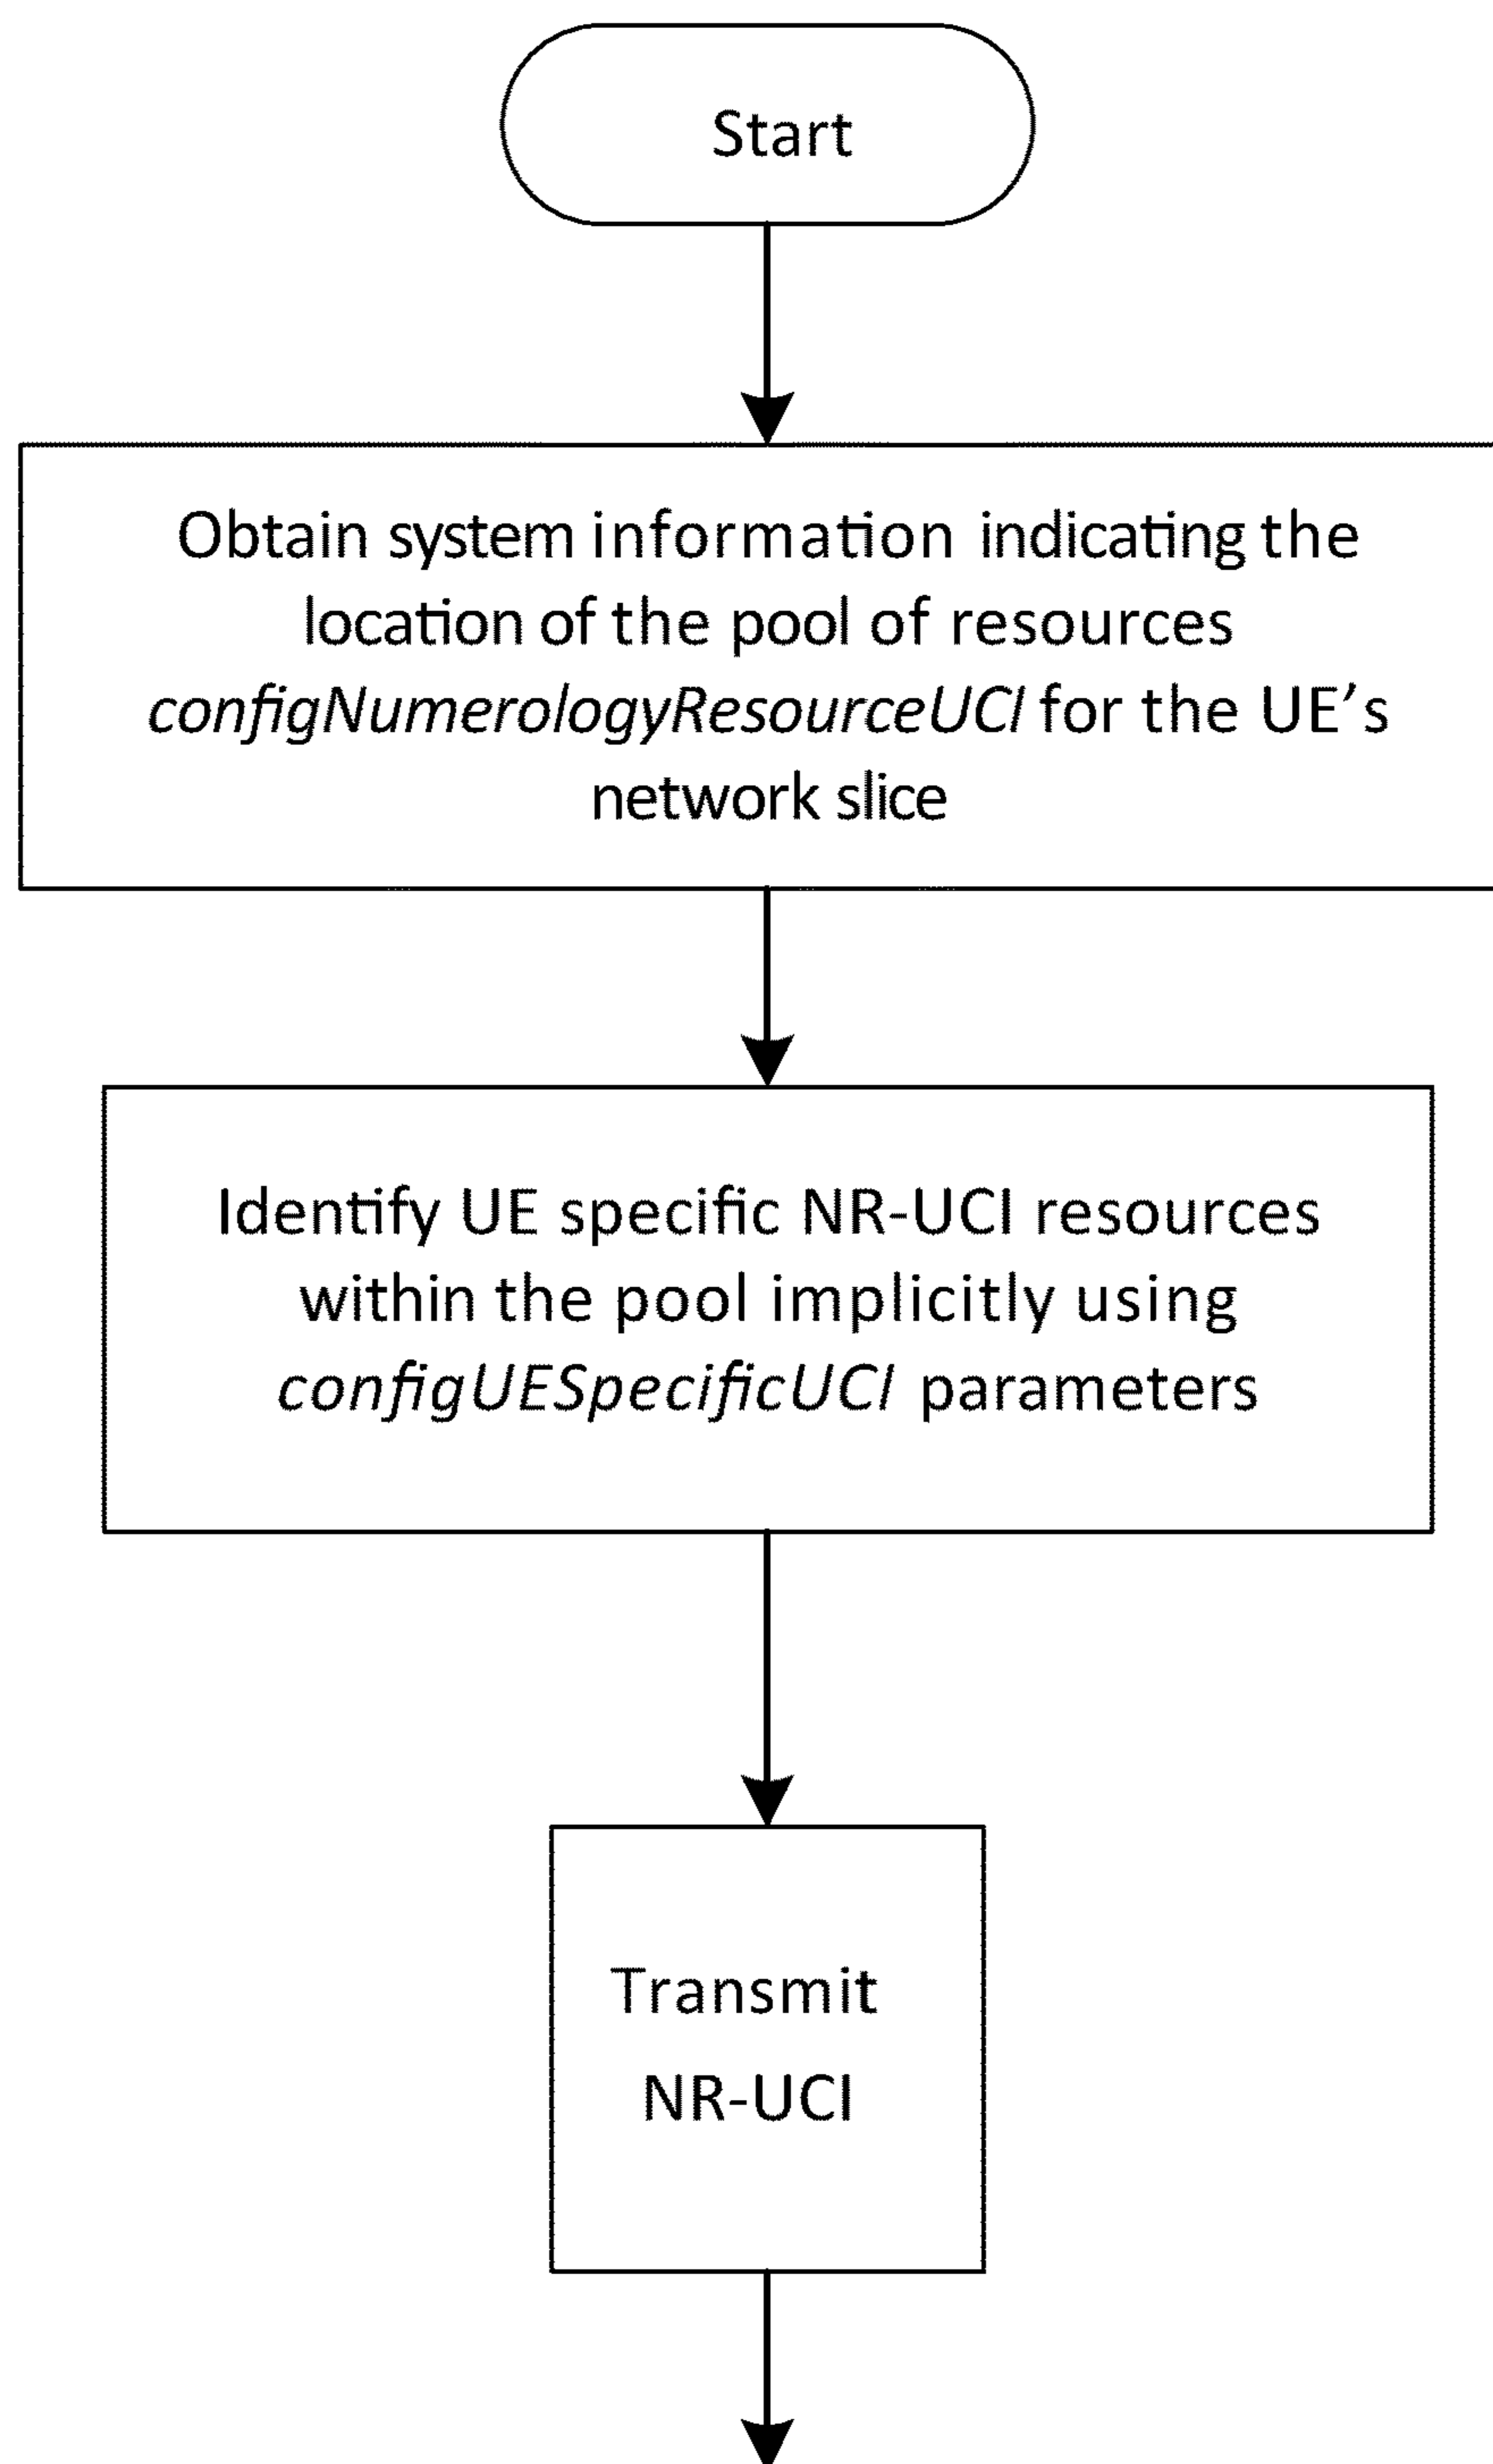 Start
Obtain system information indicating the
location of the pool of resources
configNumerologyResourceUCI for the UE’s
network slice
Identify UE specific NR-UCI resources
within the pool implicitly using
configUESpecificUCI parameters
Transmit
NR-UCI